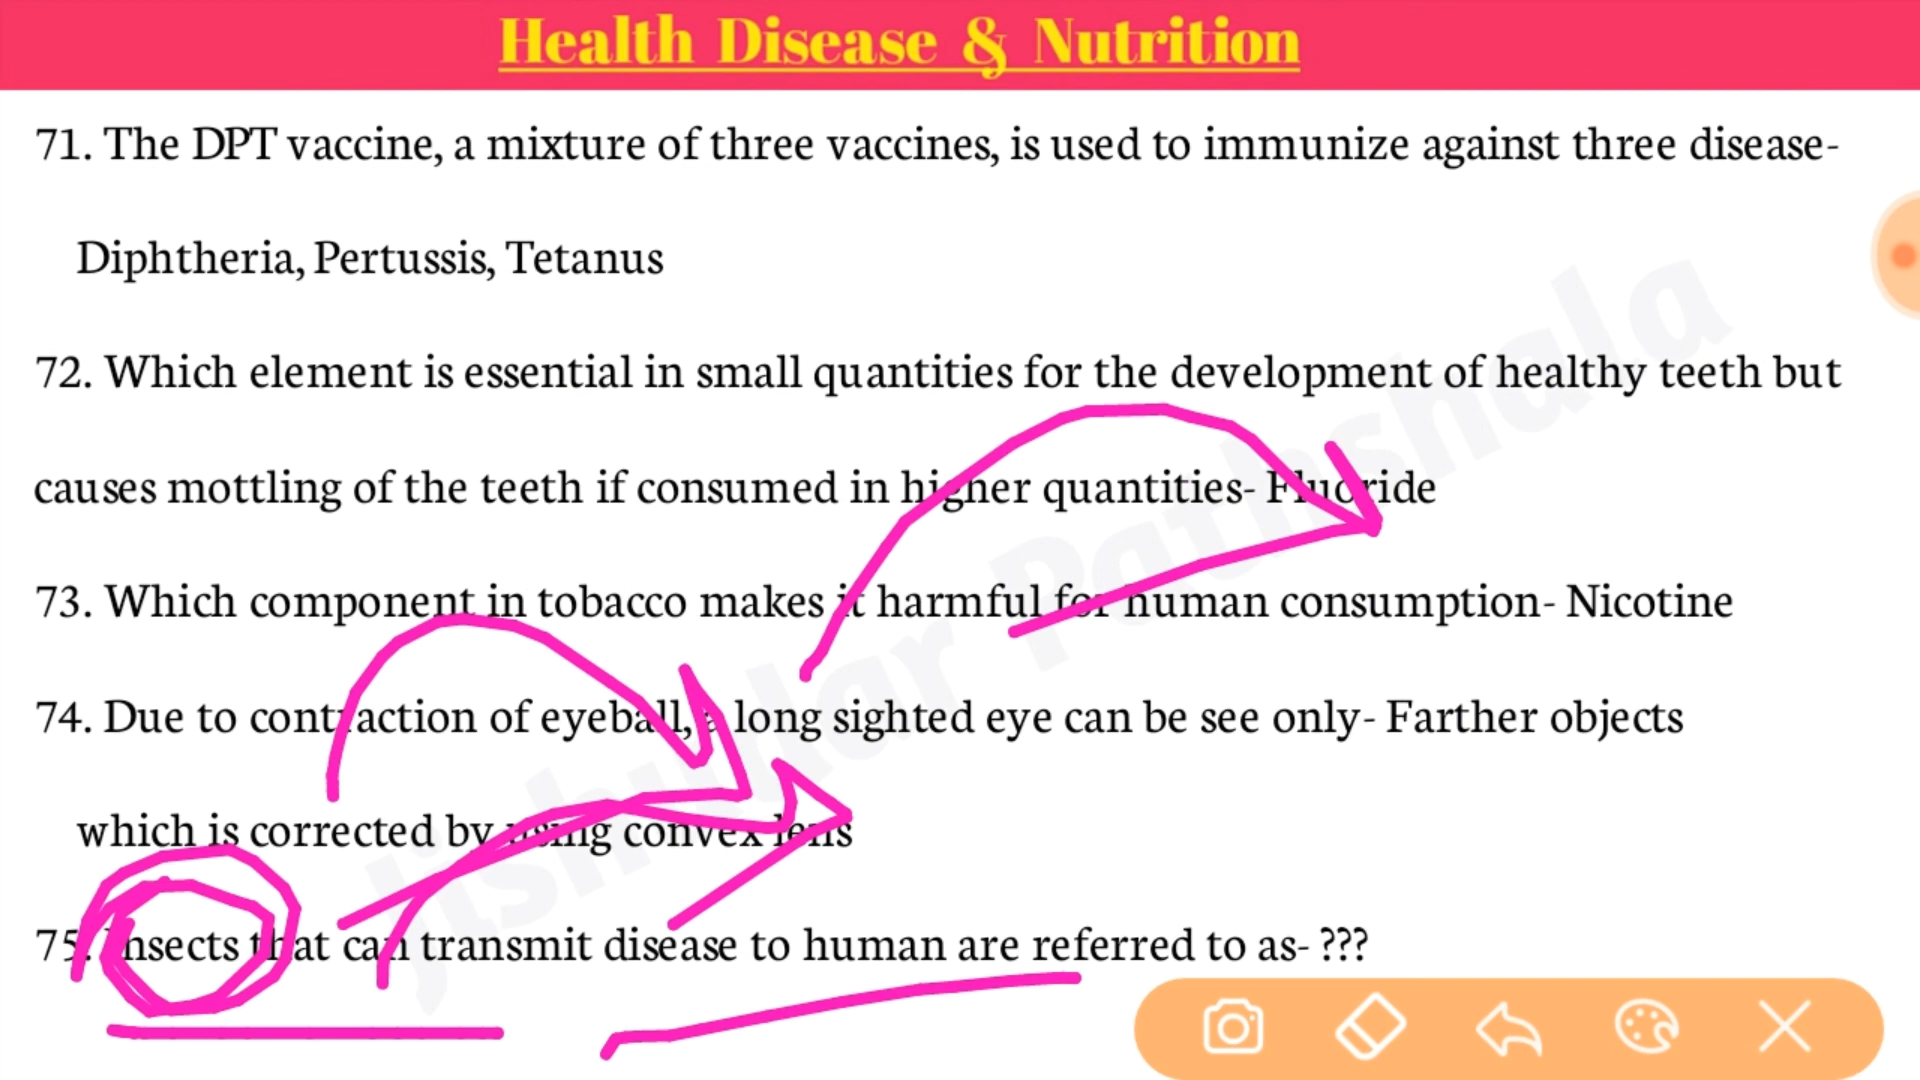 Health Disease & Nutrition
71. The DPT vaccine, a mixture of three vaccines, is used to immunize against three disease-
Diphtheria, Pertussis, Tetanus
72. Which element is essential in small quantities for the development of healthy teeth but
causes mottling of the teeth if consumed in higher quantities- Fluoride
73. Which component in tobacco makes it harmful for human consumption- Nicotine
74. Due to contraction of eyeball, a long sighted eye can be see only- Farther objects
which is corrected by using convex lens
75. Insects that can transmit disease to human are referred to as- ???
Jishukar Pathshala